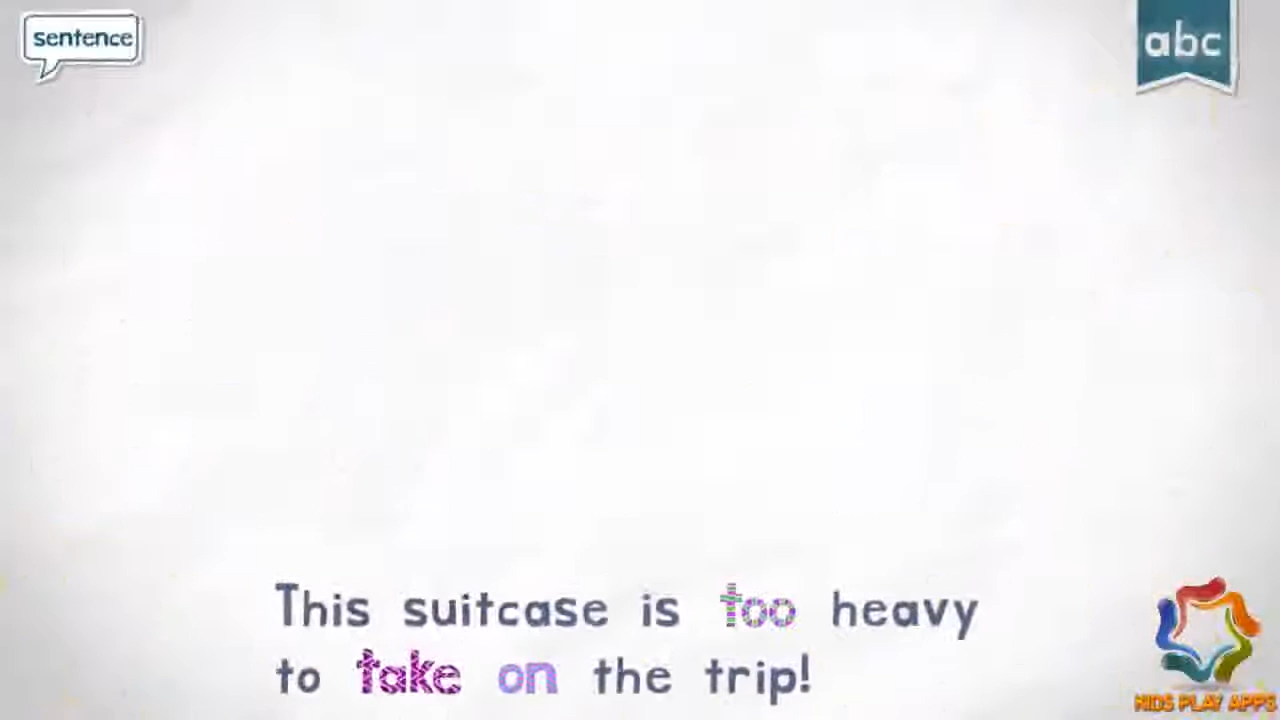 sentence
abc
This suitcase is too heavy
to take on the trip!
KIDS PLAY APPS